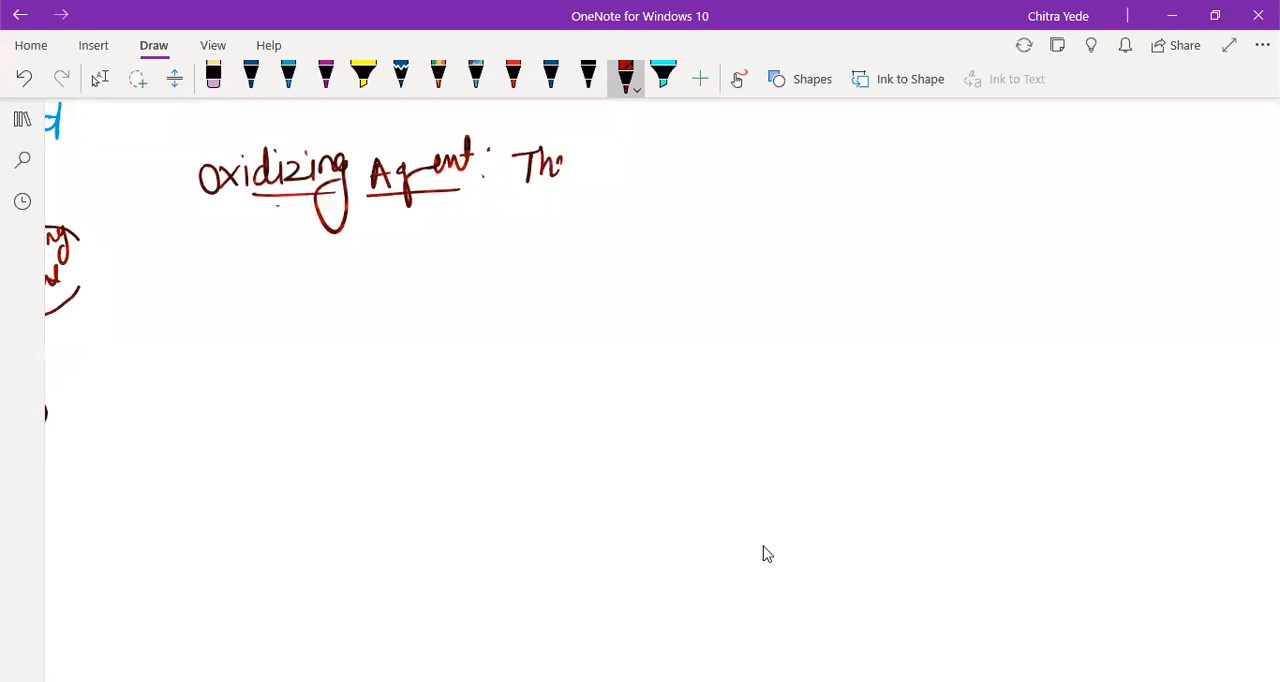 OneNote for Windows 10
Chitra Yede
Home Insert Draw View Help
Share
Shapes Ink to Shape Ink to Text
d
Oxidizing Agent: Th
ng